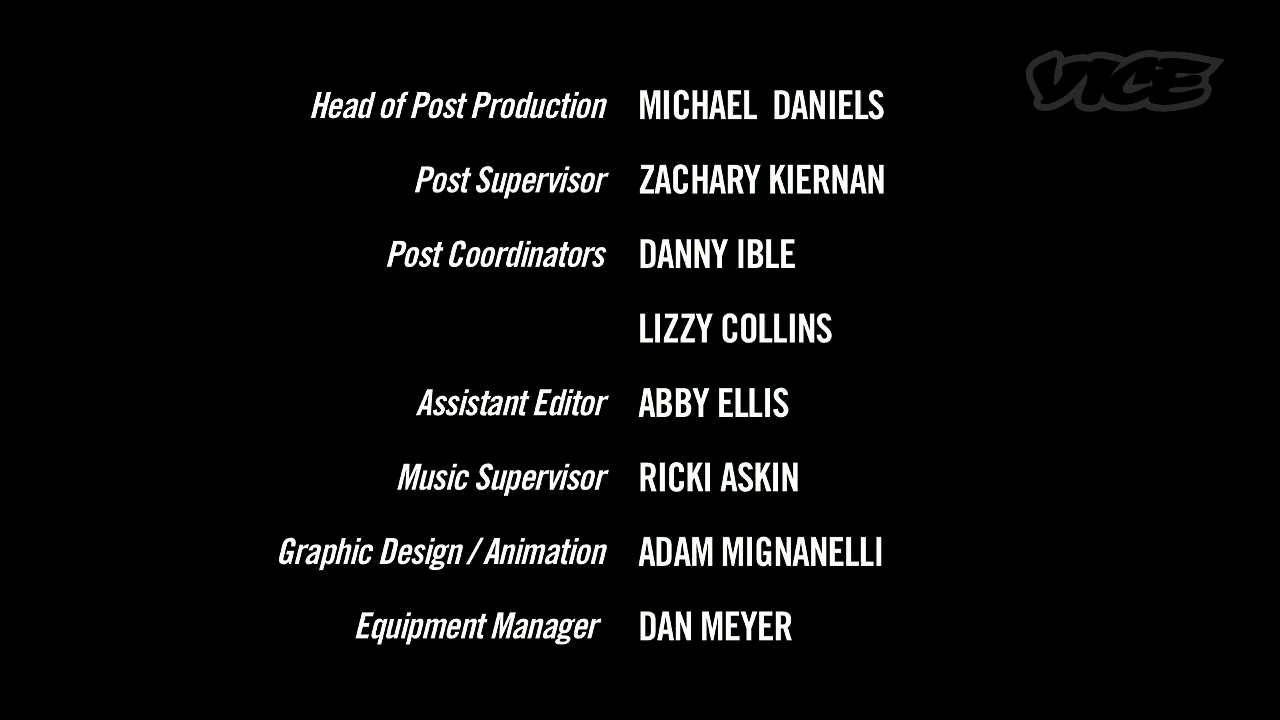 VICE
Head of Post Production MICHAEL DANIELS
Post Supervisor ZACHARY KIERNAN
Post Coordinators DANNY IBLE
LIZZY COLLINS
Assistant Editor ABBY ELLIS
Music Supervisor RICKI ASKIN
Graphic Design / Animation ADAM MIGNANELLI
Equipment Manager DAN MEYER